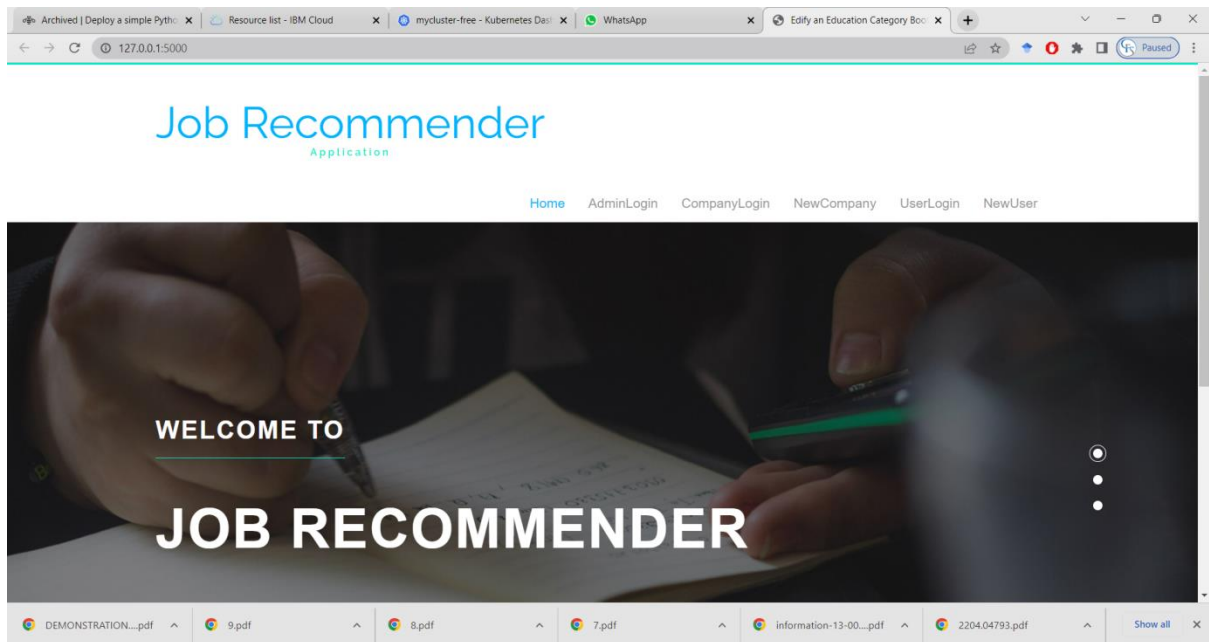 Archived | Deploy a simple Pytho
Resource list - IBM Cloud
mycluster-free - Kubernetes Das
WhatsApp
Edify an Education Category Boo
127.0.0.1:5000
Paused
Job Recommender
Application
Home AdminLogin CompanyLogin NewCompany UserLogin NewUser
WELCOME TO
JOB RECOMMENDER
DEMONSTRATION....pdf
9.pdf
8.pdf
7.pdf
information-13-00....pdf
2204.04793.pdf
Show all